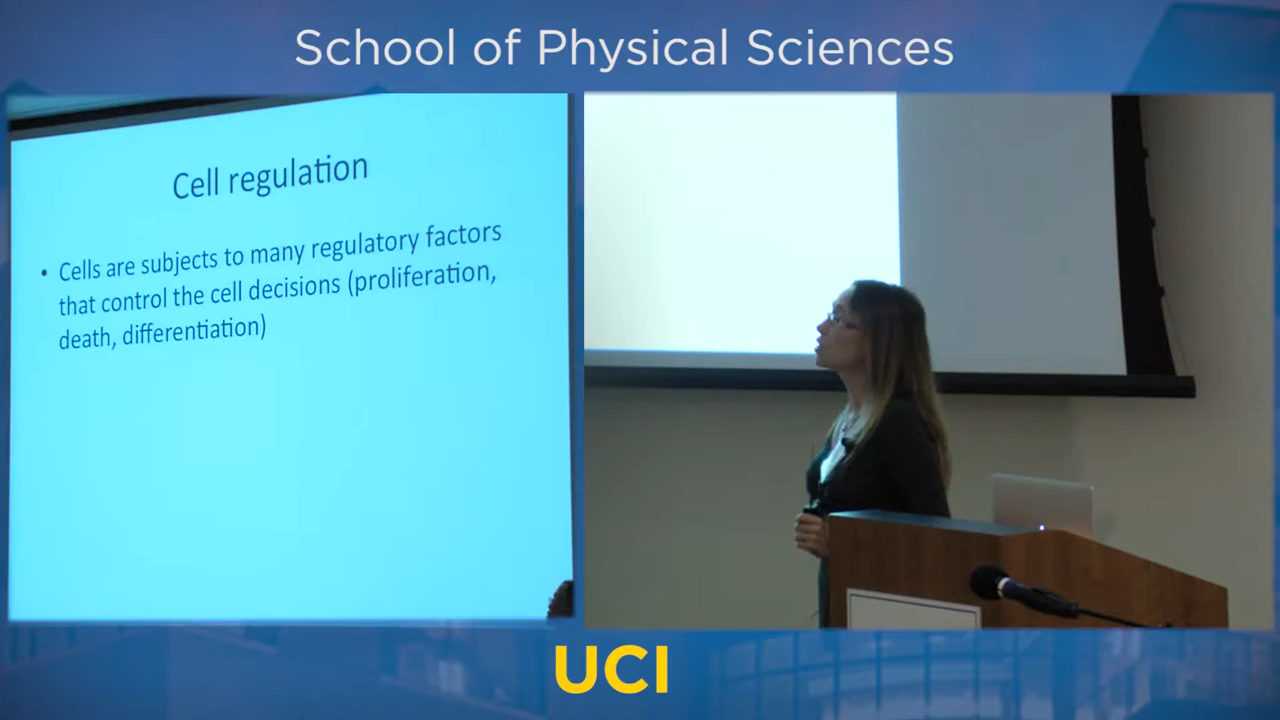 School of Physical Sciences
Cell regulation
• Cells are subjects to many regulatory factors
that control the cell decisions (proliferation,
death, differentiation)
UCI